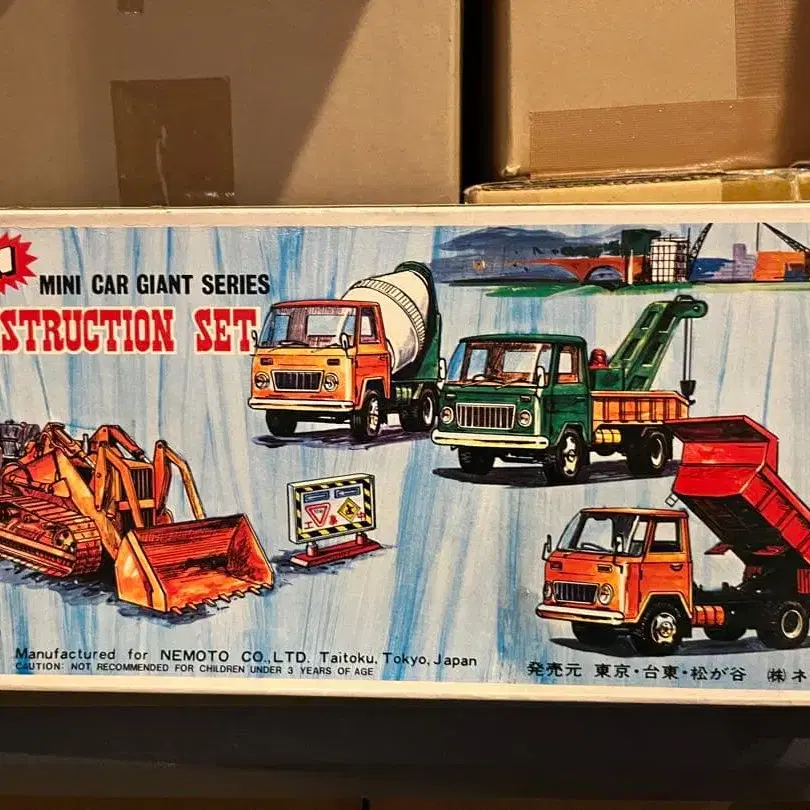 MINI CAR GIANT SERIES
STRUCTION SET
Manufactured for NEMOTO CO.,LTD. Taitoku, Tokyo, Japan
CAUTION: NOT RECOMMENDED FOR CHILDREN UNDER 3 YEARS OF AGE
発売元 東京・台東・松が谷 ㈱ネ